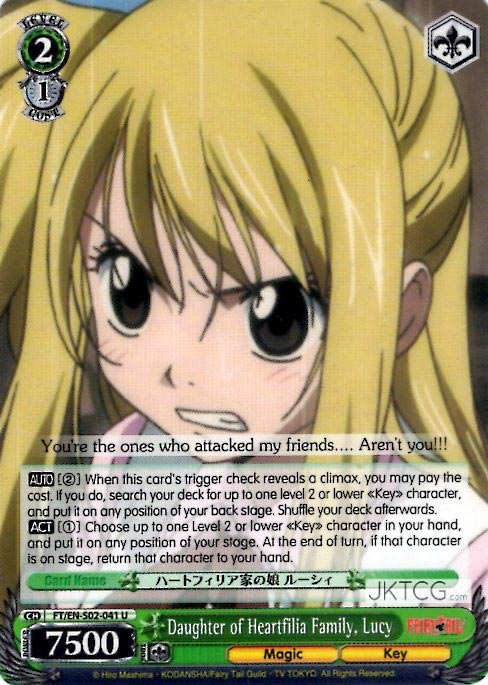 LEVEL
2
1
COST
You're the ones who attacked my friends.... Aren't you!!!
AUTO [②] When this card's trigger check reveals a climax, you may pay the
cost. If you do, search your deck for up to one level 2 or lower «Key» character,
and put it on any position of your back stage. Shuffle your deck afterwards.
ACT [①] Choose up to one Level 2 or lower «Key» character in your hand,
and put it on any position of your stage. At the end of turn, if that character
is on stage, return that character to your hand.
Card Name ハートフィリア家の娘 ルーシィ
JKTCG.com
CH FT/EN-S02-041 U
POWER 7500 SOUL
Daughter of Heartfilia Family, Lucy FAIRY TAIL
Magic Key
© Hiro Mashima・KODANSHA/Fairy Tail Guild・TV TOKYO. All Rights Reserved.